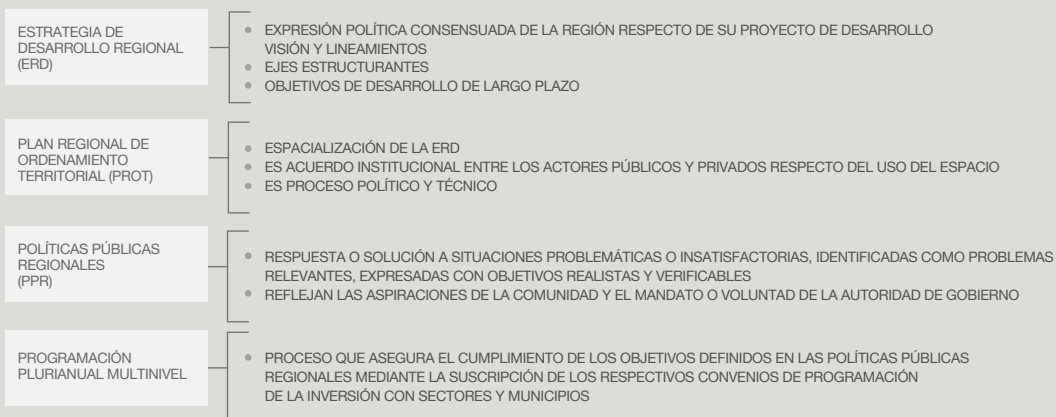 ESTRATEGIA DE
DESARROLLO REGIONAL
(ERD)
EXPRESIÓN POLÍTICA CONSENSUADA DE LA REGIÓN RESPECTO DE SU PROYECTO DE DESARROLLO
VISIÓN Y LINEAMIENTOS
EJES ESTRUCTURANTES
OBJETIVOS DE DESARROLLO DE LARGO PLAZO
PLAN REGIONAL DE
ORDENAMIENTO
TERRITORIAL (PROT)
ESPACIALIZACIÓN DE LA ERD
ES ACUERDO INSTITUCIONAL ENTRE LOS ACTORES PÚBLICOS Y PRIVADOS RESPECTO DEL USO DEL ESPACIO
ES PROCESO POLÍTICO Y TÉCNICO
POLÍTICAS PÚBLICAS
REGIONALES
(PPR)
RESPUESTA O SOLUCIÓN A SITUACIONES PROBLEMÁTICAS O INSATISFACTORIAS, IDENTIFICADAS COMO PROBLEMAS
RELEVANTES, EXPRESADAS CON OBJETIVOS REALISTAS Y VERIFICABLES
REFLEJAN LAS ASPIRACIONES DE LA COMUNIDAD Y EL MANDATO O VOLUNTAD DE LA AUTORIDAD DE GOBIERNO
PROGRAMACIÓN
PLURIANUAL MULTINIVEL
PROCESO QUE ASEGURA EL CUMPLIMIENTO DE LOS OBJETIVOS DEFINIDOS EN LAS POLÍTICAS PÚBLICAS
REGIONALES MEDIANTE LA SUSCRIPCIÓN DE LOS RESPECTIVOS CONVENIOS DE PROGRAMACIÓN
DE LA INVERSIÓN CON SECTORES Y MUNICIPIOS